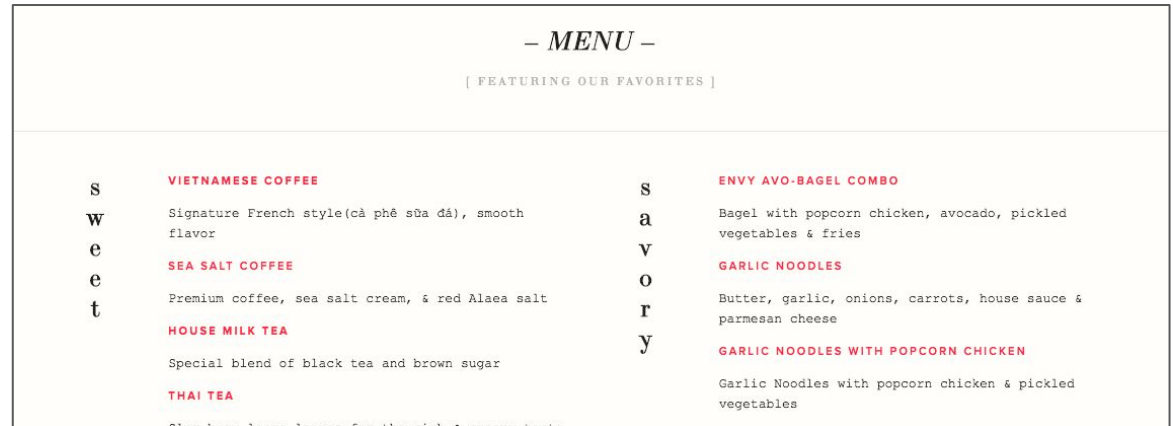 – MENU –
[ FEATURING OUR FAVORITES ]
sweet
VIETNAMESE COFFEE
Signature French style(cà phê sữa đá), smooth
flavor
SEA SALT COFFEE
Premium coffee, sea salt cream, & red Alaea salt
HOUSE MILK TEA
Special blend of black tea and brown sugar
THAI TEA
savory
ENVY AVO-BAGEL COMBO
Bagel with popcorn chicken, avocado, pickled
vegetables & fries
GARLIC NOODLES
Butter, garlic, onions, carrots, house sauce &
parmesan cheese
GARLIC NOODLES WITH POPCORN CHICKEN
Garlic Noodles with popcorn chicken & pickled
vegetables